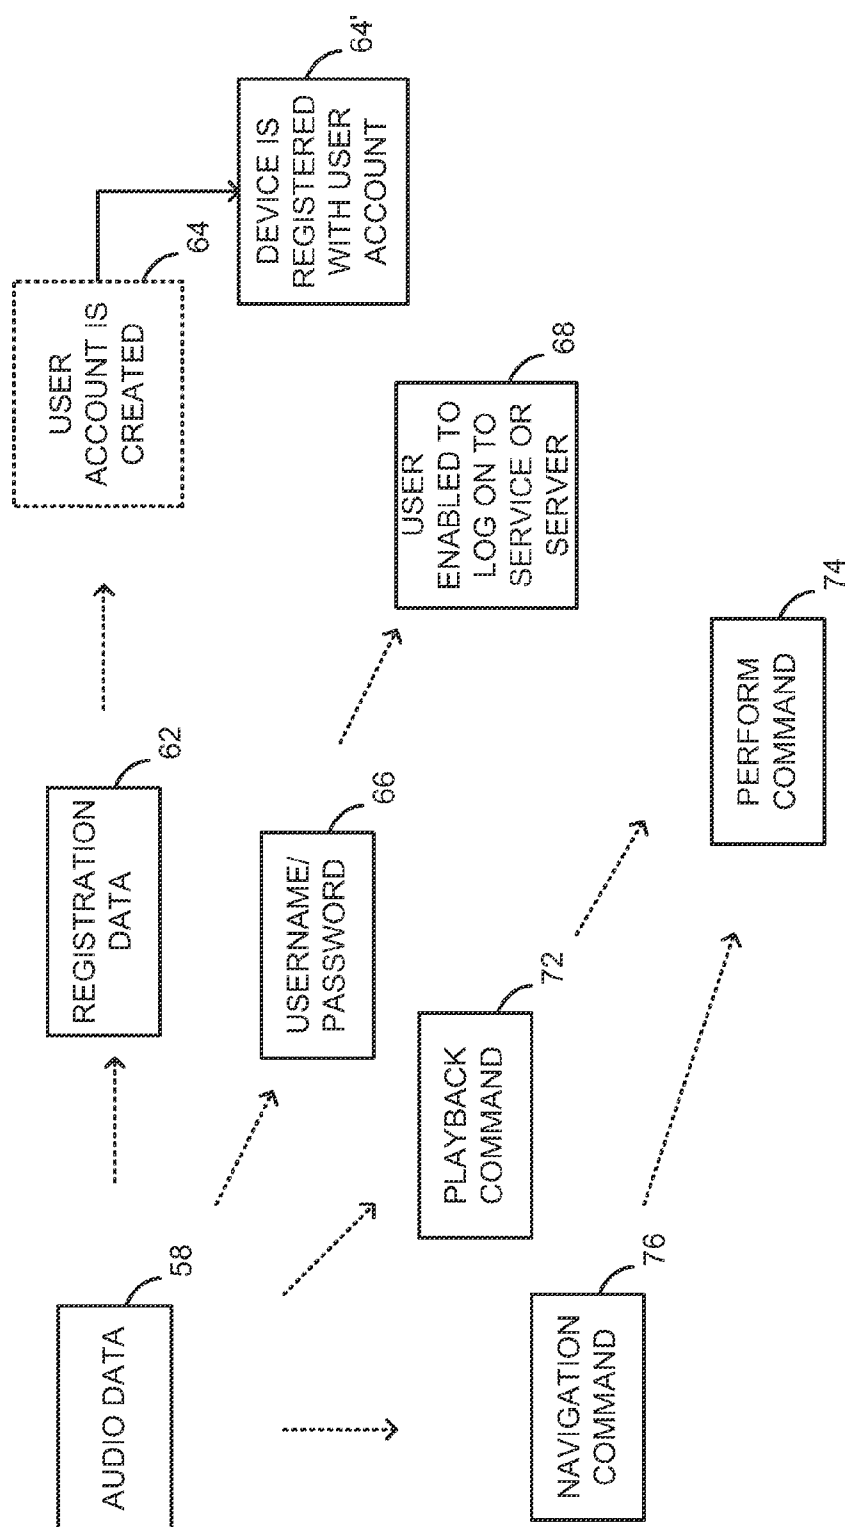 AUDIO DATA
58
REGISTRATION
DATA
62
USER
ACCOUNT IS
CREATED
64
DEVICE IS
REGISTERED
WITH USER
ACCOUNT
64'
USERNAME/
PASSWORD
66
USER
ENABLED TO
LOG ON TO
SERVICE OR
SERVER
68
PLAYBACK
COMMAND
72
PERFORM
COMMAND
74
NAVIGATION
COMMAND
76